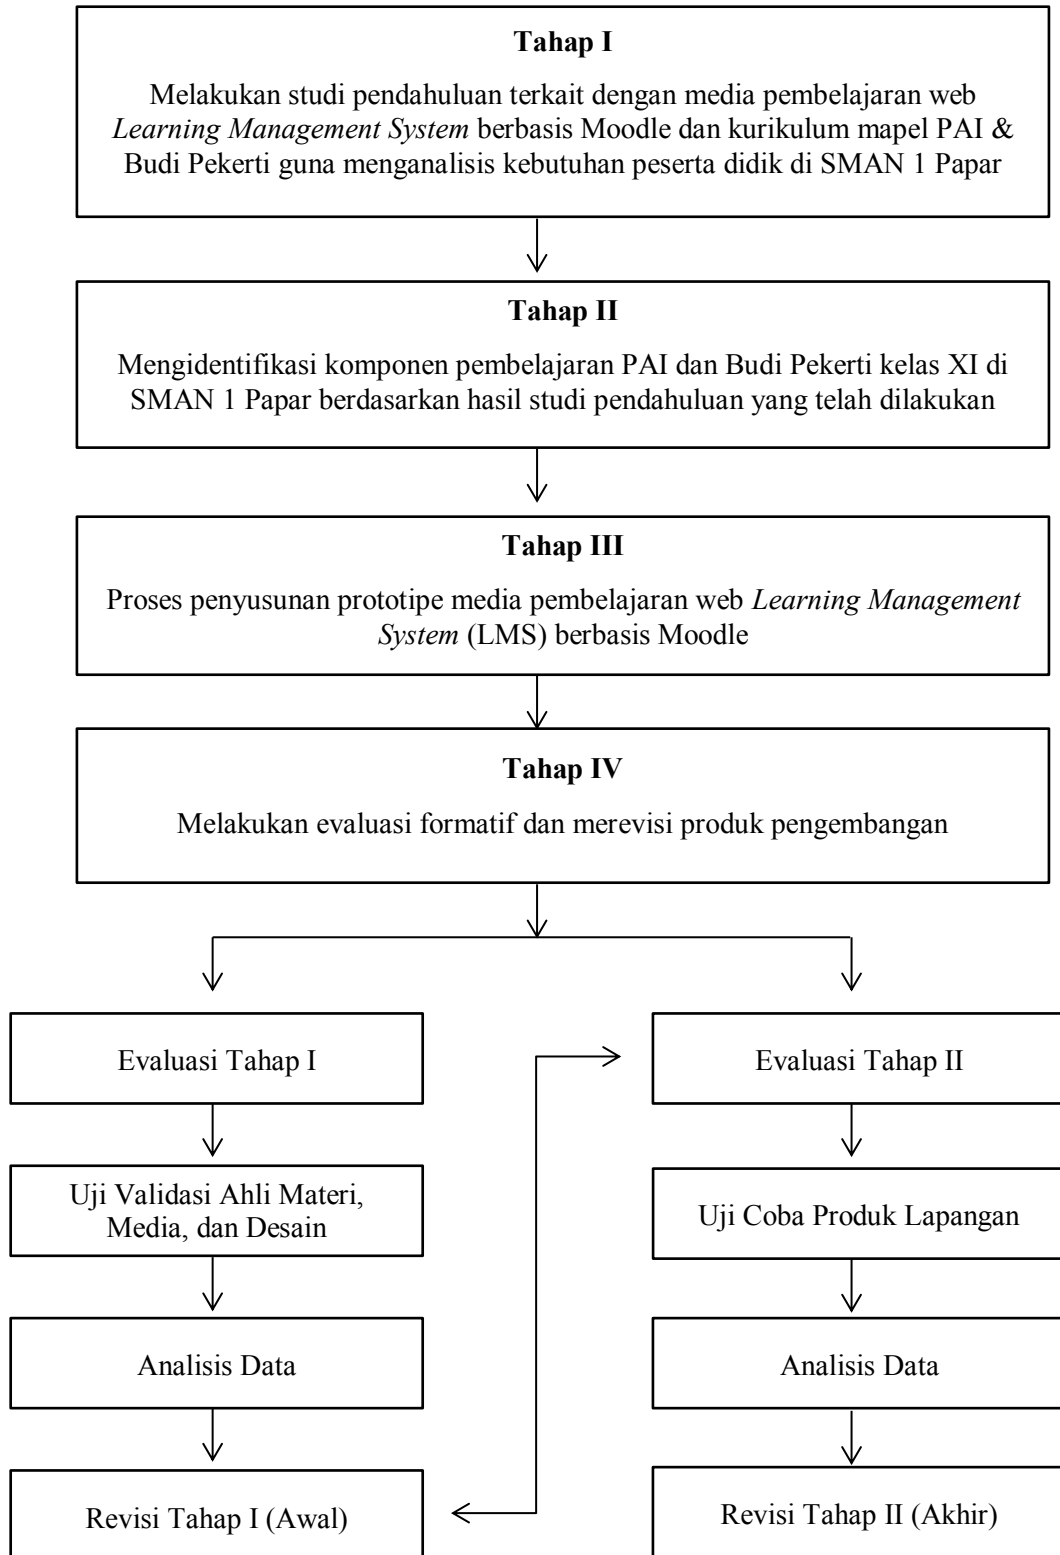 Tahap I
Melakukan studi pendahuluan terkait dengan media pembelajaran web
Learning Management System berbasis Moodle dan kurikulum mapel PAI &
Budi Pekerti guna menganalisis kebutuhan peserta didik di SMAN 1 Papar
Tahap II
Mengidentifikasi komponen pembelajaran PAI dan Budi Pekerti kelas XI di
SMAN 1 Papar berdasarkan hasil studi pendahuluan yang telah dilakukan
Tahap III
Proses penyusunan prototipe media pembelajaran web Learning Management
System (LMS) berbasis Moodle
Tahap IV
Melakukan evaluasi formatif dan merevisi produk pengembangan
Evaluasi Tahap I
Uji Validasi Ahli Materi,
Media, dan Desain
Analisis Data
Revisi Tahap I (Awal)
Evaluasi Tahap II
Uji Coba Produk Lapangan
Analisis Data
Revisi Tahap II (Akhir)